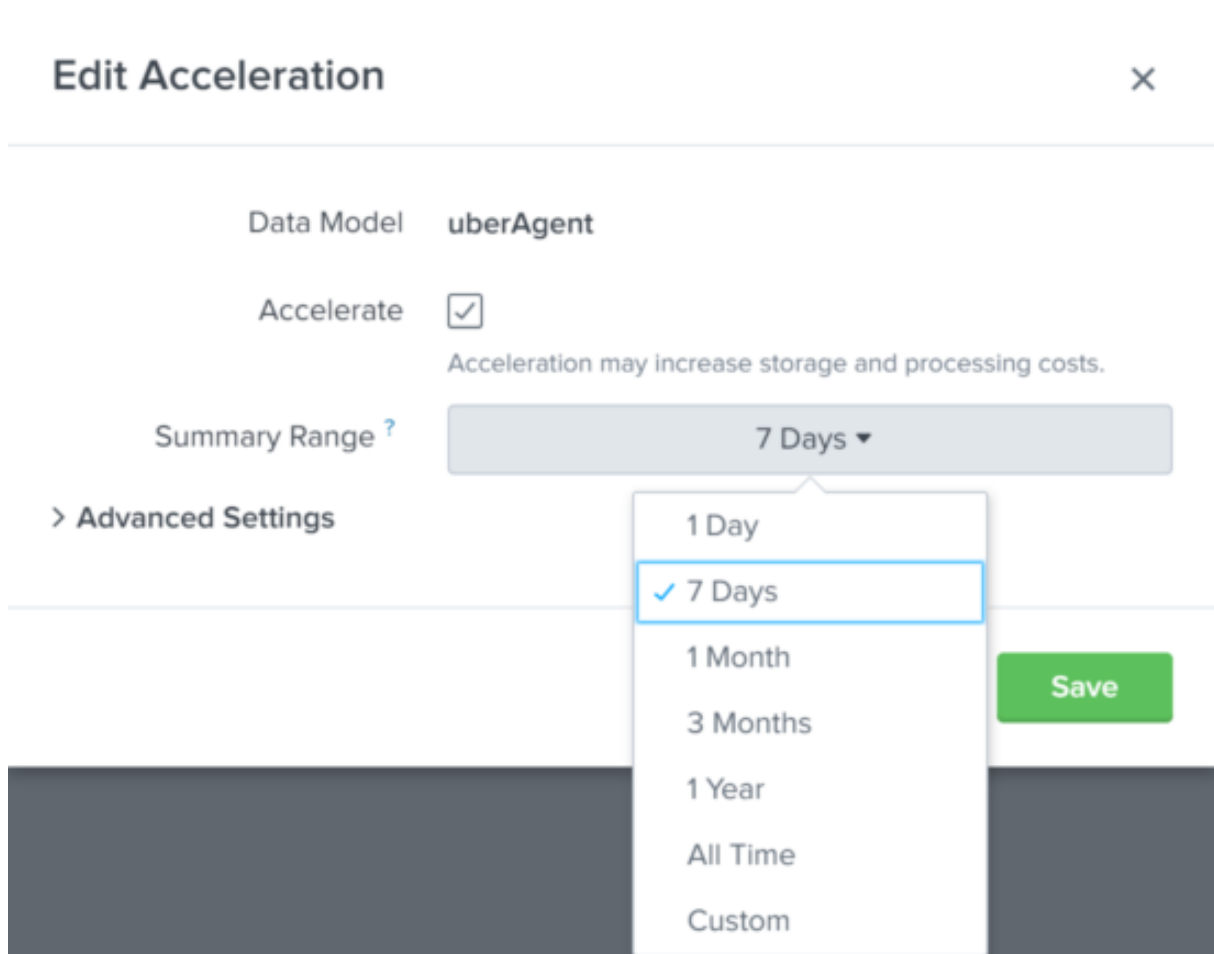 Edit Acceleration
Data Model uberAgent
Accelerate
Acceleration may increase storage and processing costs.
Summary Range ? 7 Days
Advanced Settings
1 Day
7 Days
1 Month
3 Months
1 Year
All Time
Custom
Save